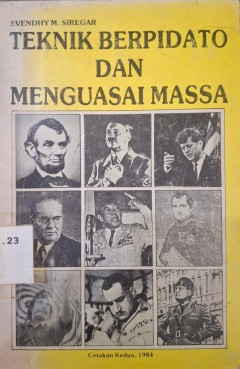 EVENDHY M. SIREGAR
TEKNIK BERPIDATO
DAN
MENGUASAI MASSA
. 23
Cetakan Kedua, 1984